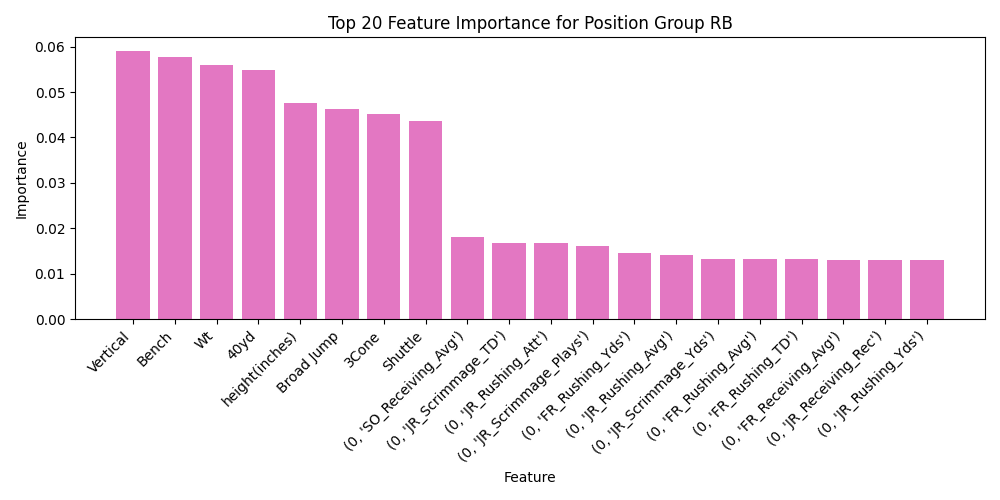 Top 20 Feature Importance for Position Group RB
Importance
0.06
0.05
0.04
0.03
0.02
0.01
0.00
Vertical
Bench
Wt
40yd
height(inches)
Broad Jump
3Cone
Shuttle
(0, 'SO_Receiving_Avg')
(0, 'JR_Scrimmage_TD')
(0, 'JR_Rushing_Att')
(0, 'JR_Scrimmage_Plays')
(0, 'FR_Rushing_Yds')
(0, 'JR_Rushing_Avg')
(0, 'JR_Scrimmage_Yds')
(0, 'FR_Rushing_Avg')
(0, 'FR_Rushing_TD')
(0, 'FR_Receiving_Avg')
(0, 'JR_Receiving_Rec')
(0, 'JR_Rushing_Yds')
Feature